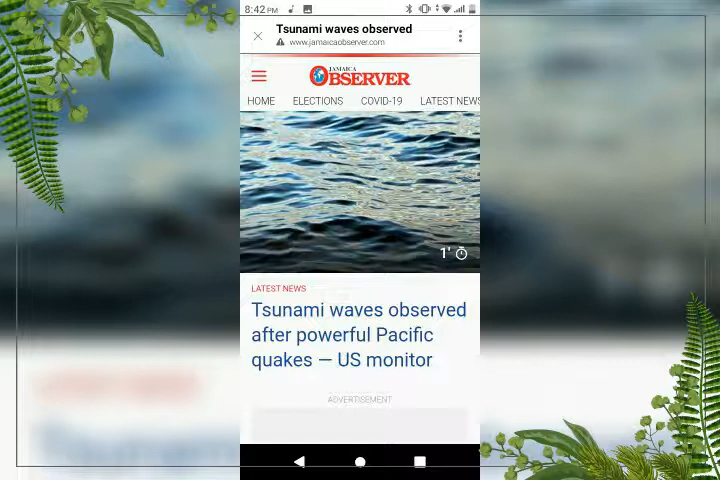 8:42 PM
Tsunami waves observed
www.jamaicaobserver.com
JAMAICA
OBSERVER
HOME ELECTIONS COVID-19 LATEST NEWS
1'
LATEST NEWS
Tsunami waves observed
after powerful Pacific
quakes — US monitor
ADVERTISEMENT